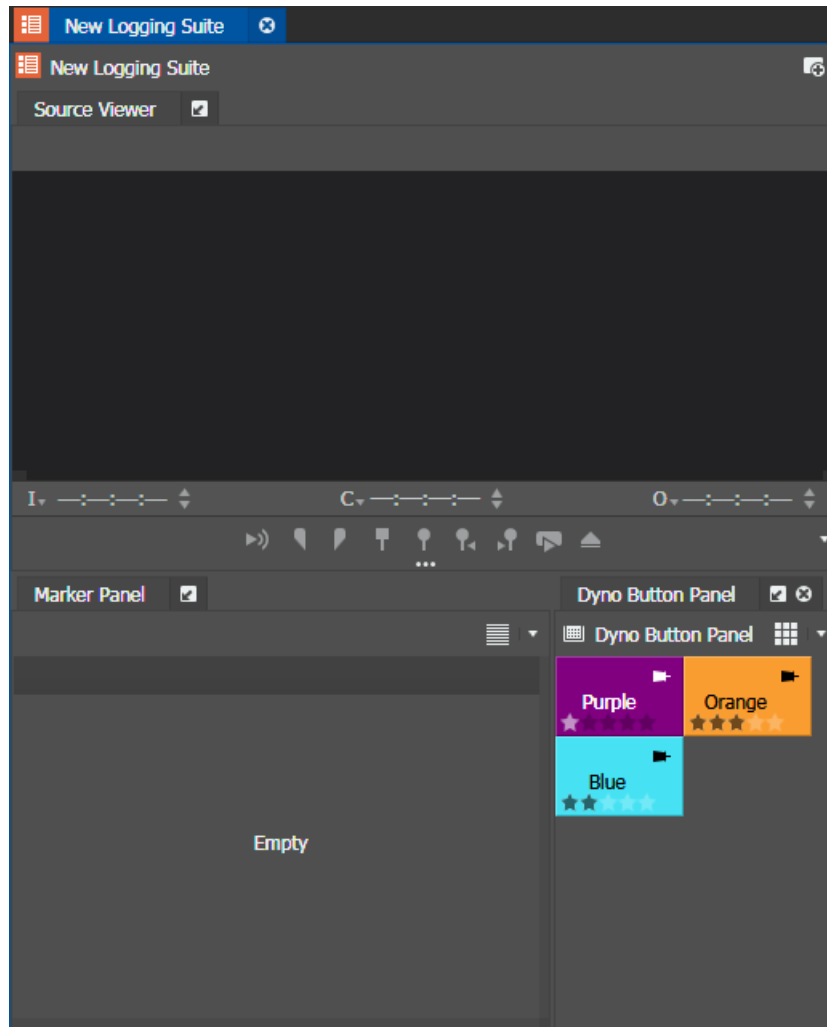 New Logging Suite
New Logging Suite
Source Viewer
I —:—:—:— C —:—:—:— O —:—:—:—
Marker Panel
Dyno Button Panel
Dyno Button Panel
Purple
Orange
Blue
Empty